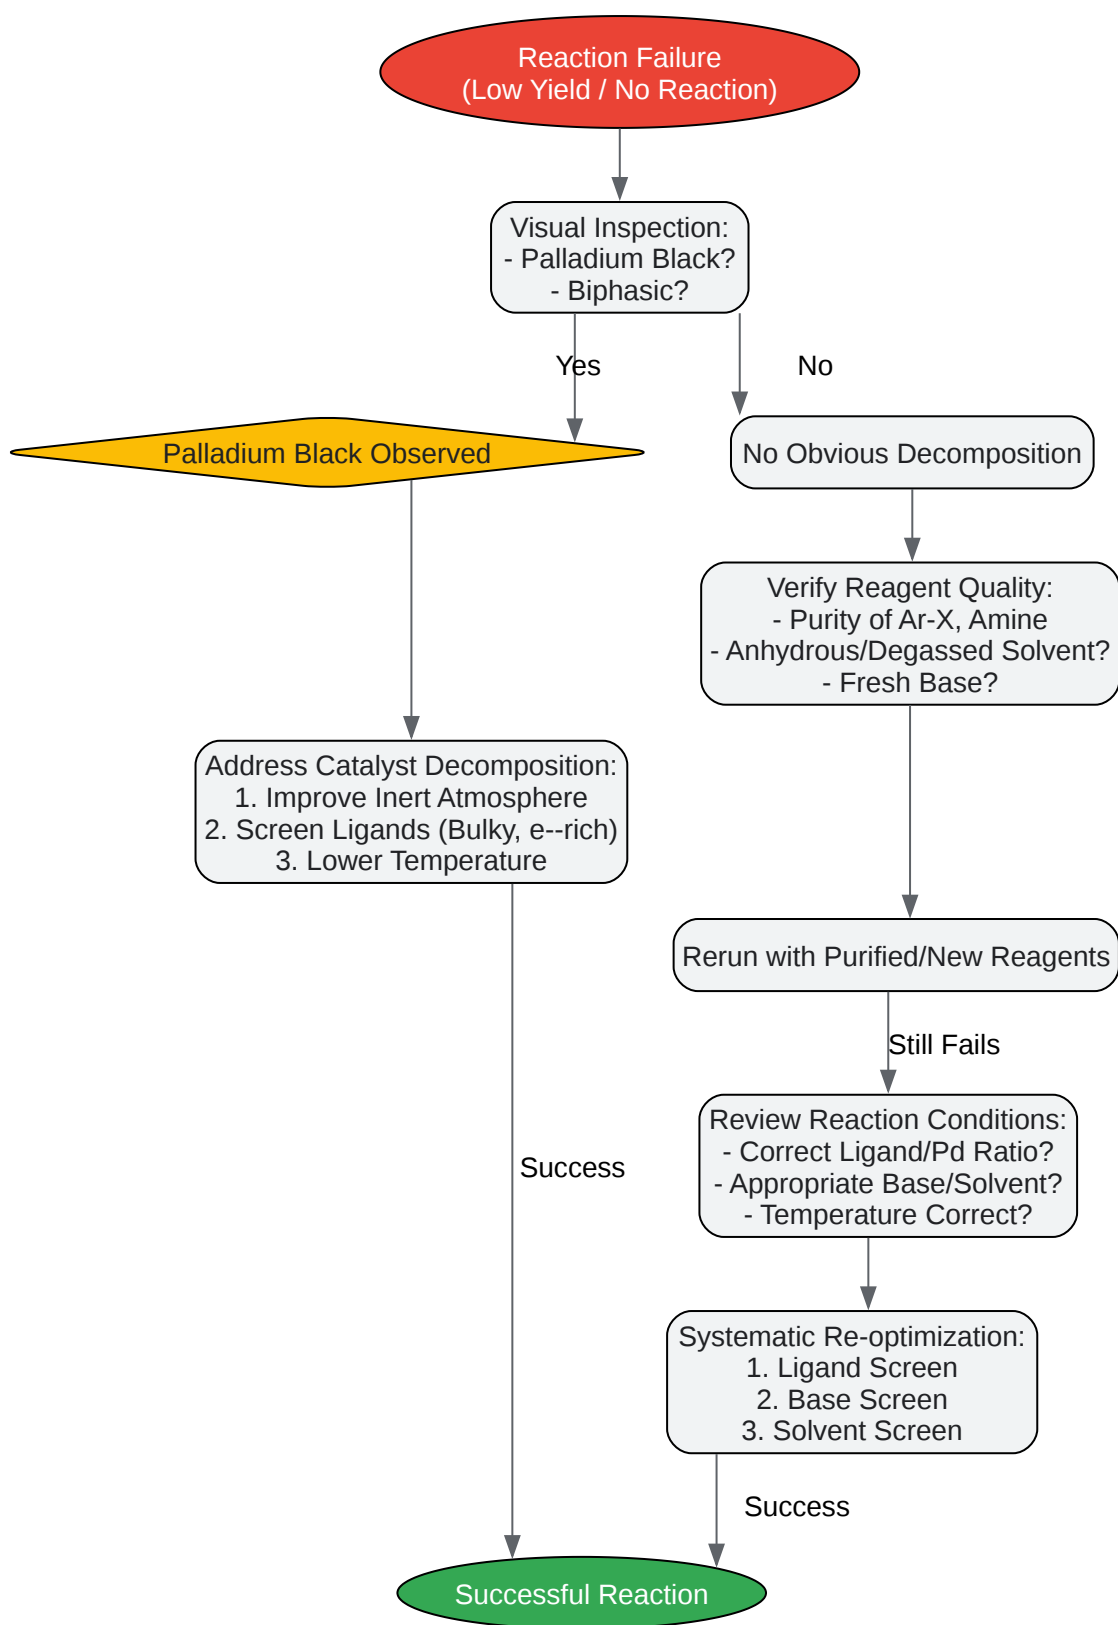 Reaction Failure
(Low Yield / No Reaction)
Visual Inspection:
- Palladium Black?
- Biphasic?
Yes
No
Palladium Black Observed
No Obvious Decomposition
Verify Reagent Quality:
- Purity of Ar-X, Amine
- Anhydrous/Degassed Solvent?
- Fresh Base?
Address Catalyst Decomposition:
1. Improve Inert Atmosphere
2. Screen Ligands (Bulky, e--rich)
3. Lower Temperature
Rerun with Purified/New Reagents
Still Fails
Review Reaction Conditions:
- Correct Ligand/Pd Ratio?
- Appropriate Base/Solvent?
- Temperature Correct?
Success
Systematic Re-optimization:
1. Ligand Screen
2. Base Screen
3. Solvent Screen
Success
Successful Reaction